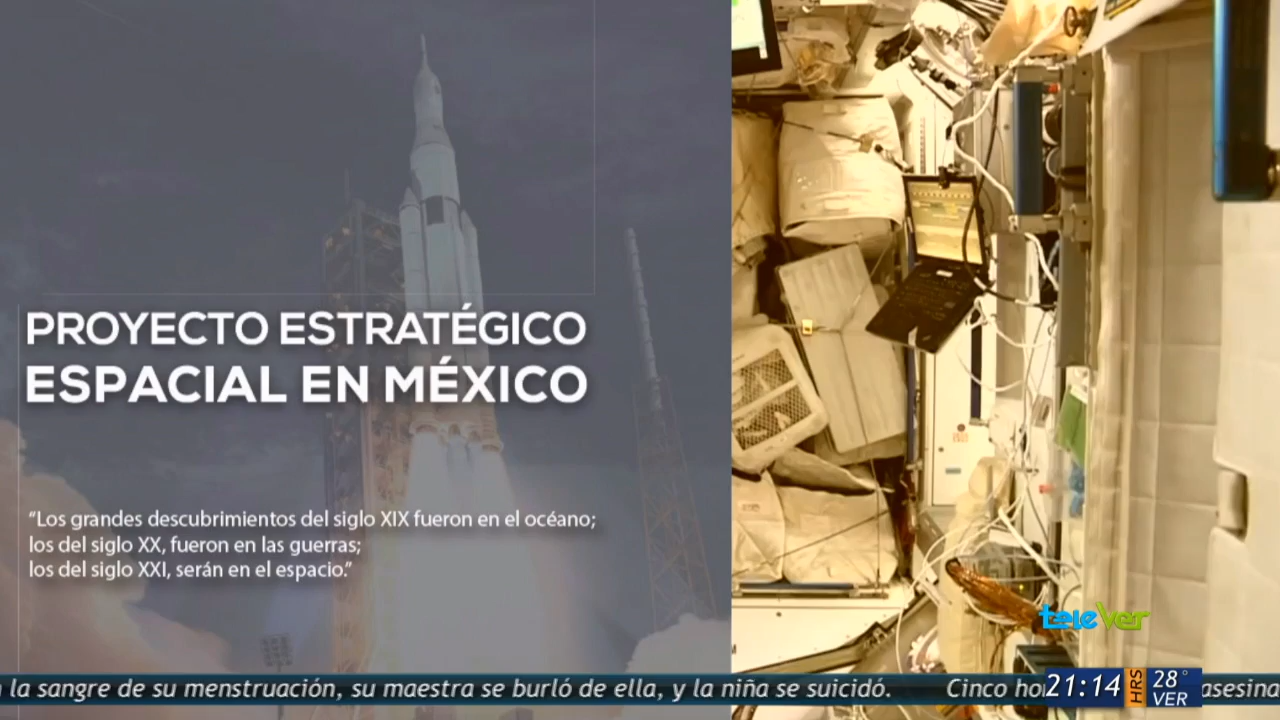 PROYECTO ESTRATÉGICO
ESPACIAL EN MÉXICO
“Los grandes descubrimientos del siglo XIX fueron en el océano;
los del siglo XX, fueron en las guerras;
los del siglo XXI, serán en el espacio.”
teleVer
la sangre de su menstruación, su maestra se burló de ella, y la niña se suicidó. Cinco
21:14 HRS 28° VER